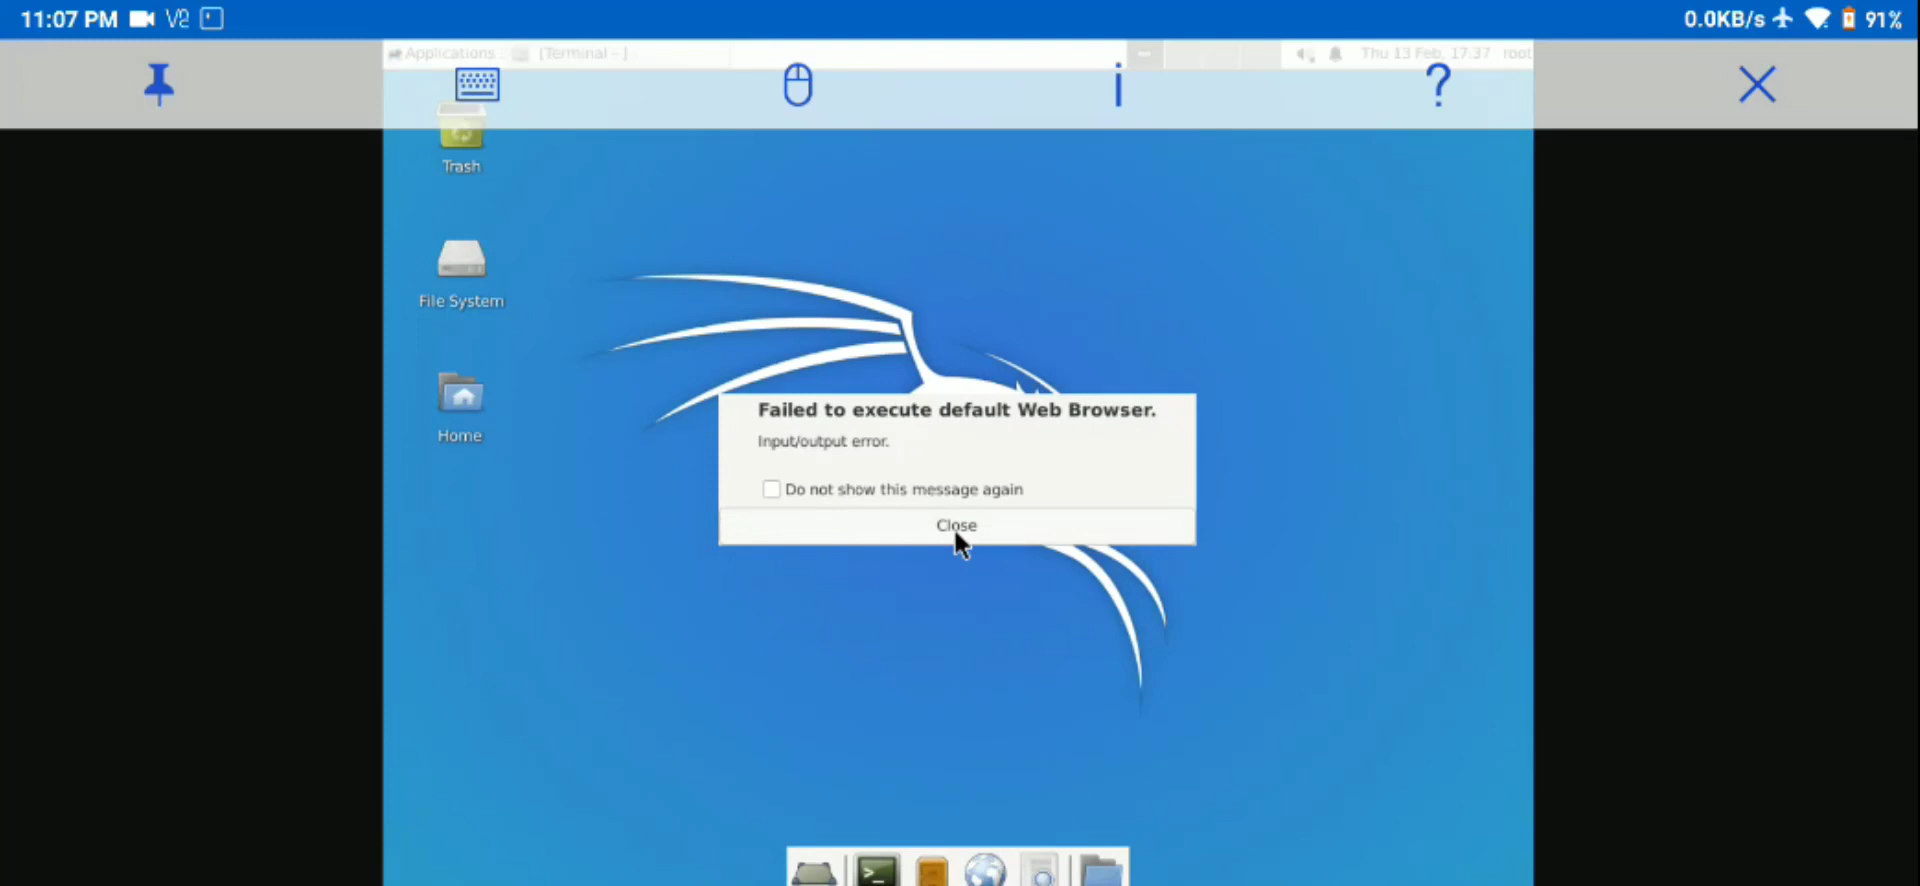 11:07 PM
0.0KB/s 91%
Applications [Terminal - ] Thu 13 Feb, 17:37 root
i ?
Trash
File System
Home
Failed to execute default Web Browser.
Input/output error.
Do not show this message again
Close
>_